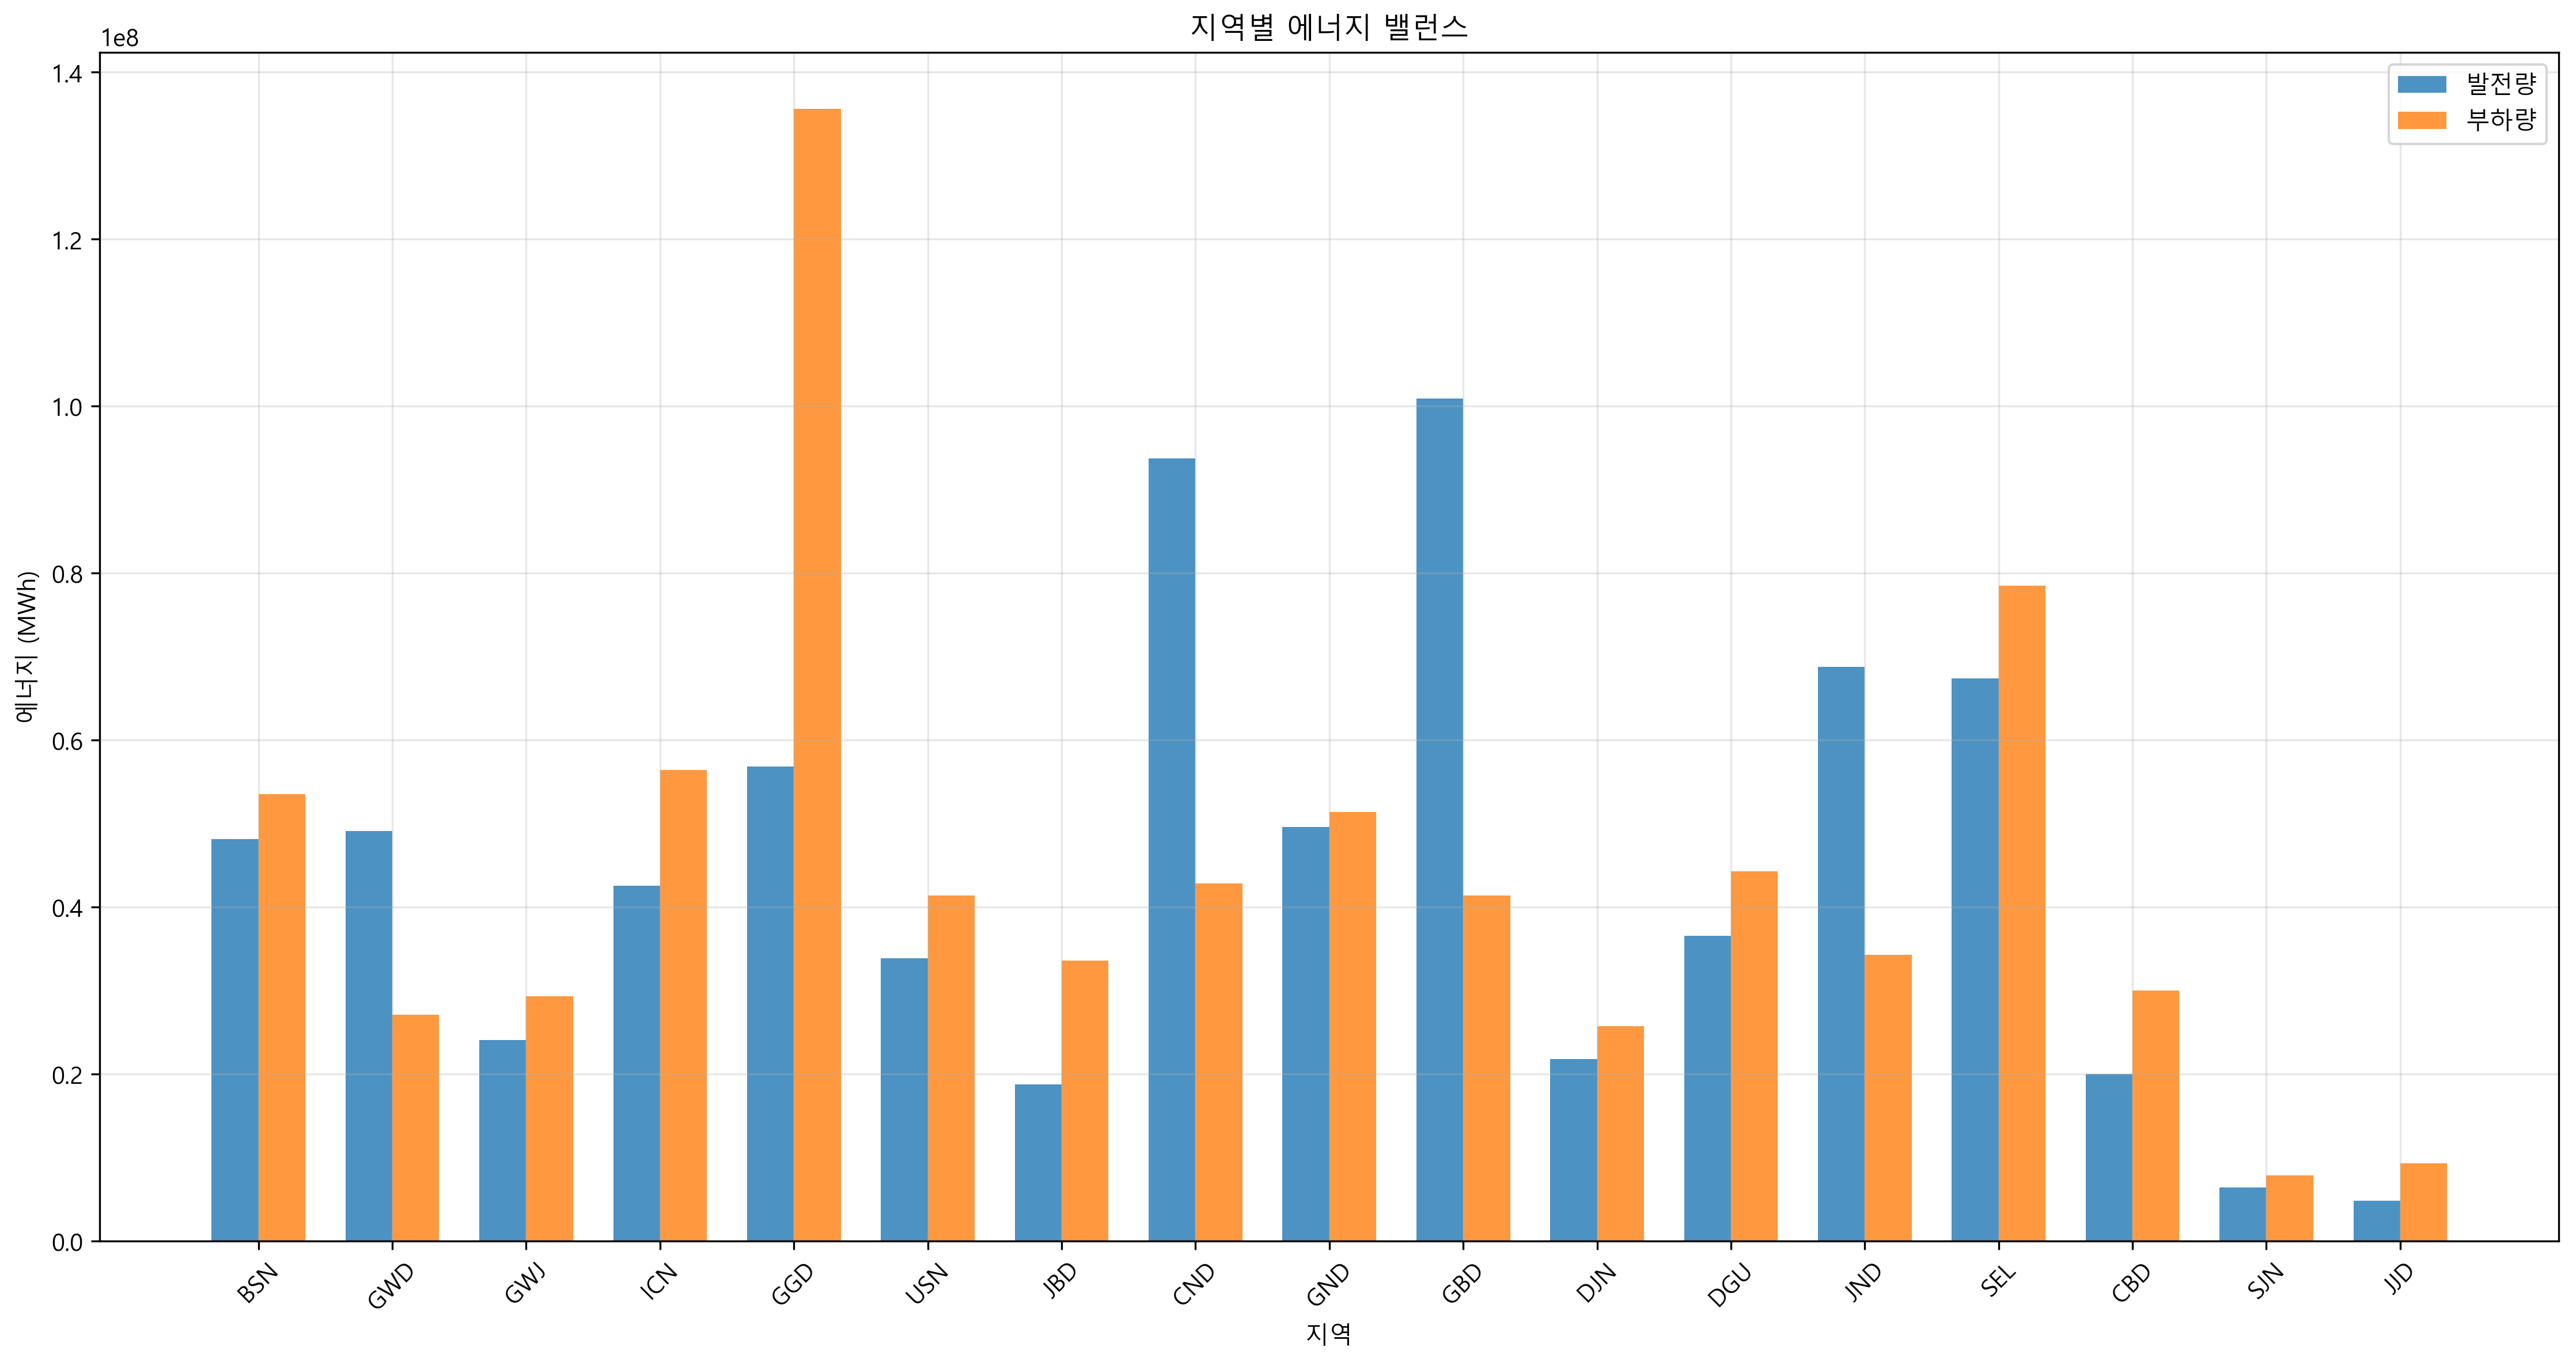 지역별 에너지 밸런스
1e8
1.4
1.2
1.0
0.8
0.6
0.4
0.2
0.0
에너지 (MWh)
발전량
부하량
BSN
GWD
GWJ
ICN
GGD
USN
JBD
CND
GND
GBD
DJN
DGU
JND
SEL
CBD
SJN
JJD
지역